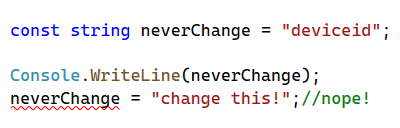 const string neverChange = "deviceid";
Console.WriteLine(neverChange);
neverChange = "change this!";//nope!